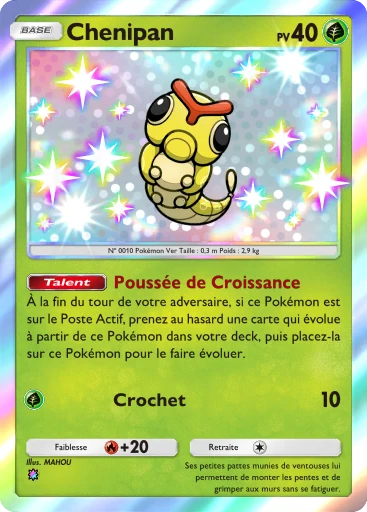 BASE
Chenipan
PV 40
N° 0010 Pokémon Ver Taille : 0,3 m Poids : 2,9 kg
Talent Poussée de Croissance
À la fin du tour de votre adversaire, si ce Pokémon est
sur le Poste Actif, prenez au hasard une carte qui évolue
à partir de ce Pokémon dans votre deck, puis placez-la
sur ce Pokémon pour le faire évoluer.
Crochet 10
Faiblesse +20
Retraite
Illus. MAHOU
Ses petites pattes munies de ventouses lui
permettent de monter les pentes et de
grimper aux murs sans se fatiguer.